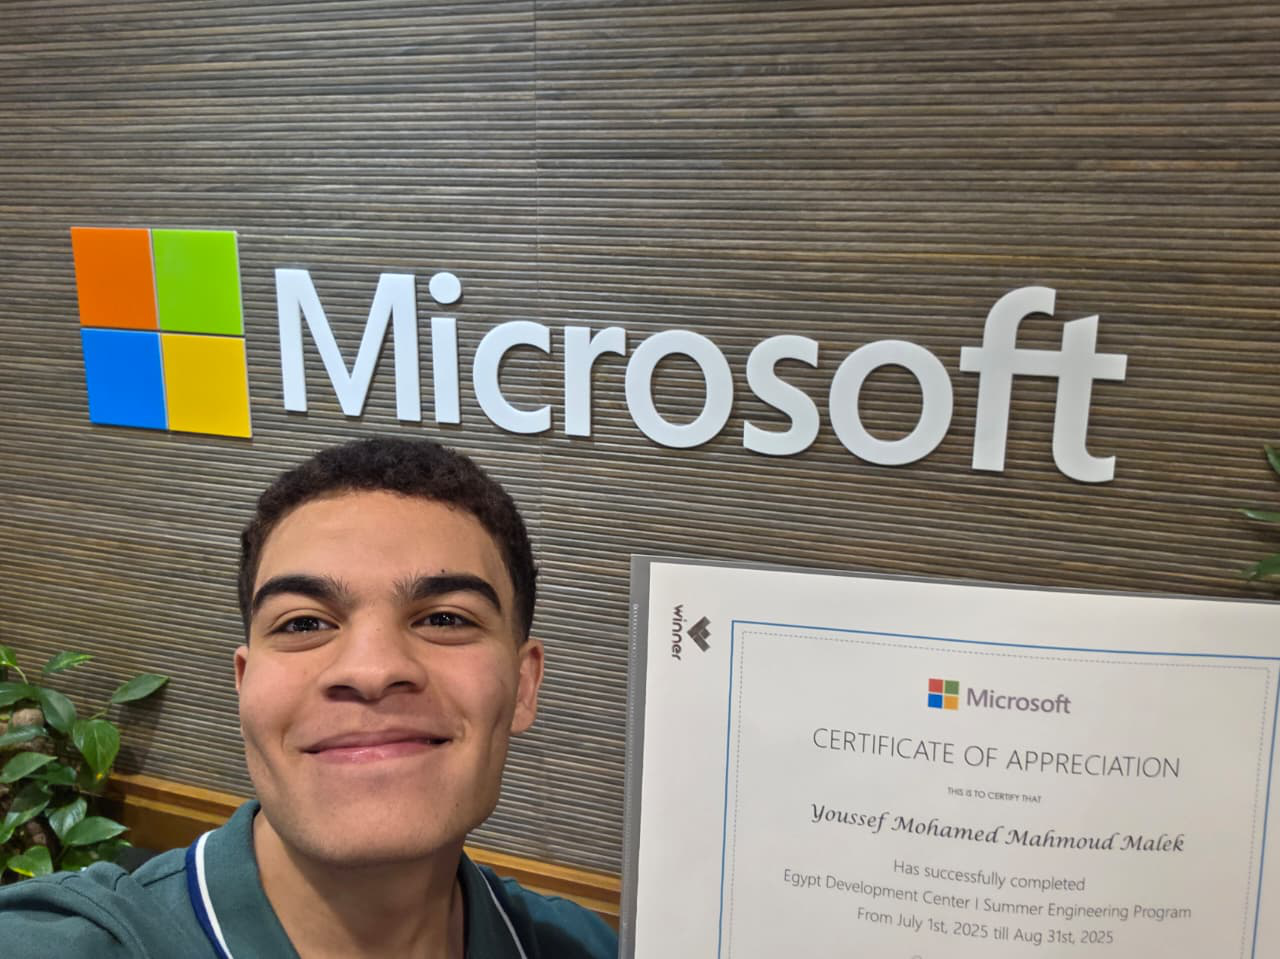 Microsoft
winner
Microsoft
CERTIFICATE OF APPRECIATION
THIS IS TO CERTIFY THAT
Youssef Mohamed Mahmoud Malek
Has successfully completed
Egypt Development Center | Summer Engineering Program
From July 1st, 2025 till Aug 31st, 2025